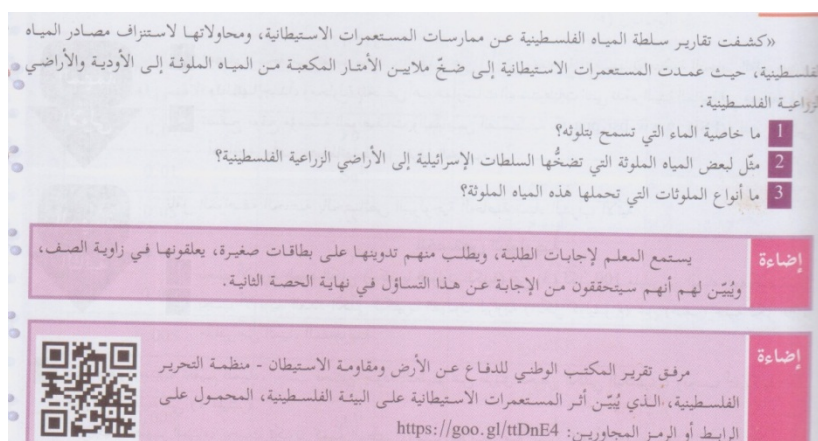 «كشفت تقارير سلطة المياه الفلسطينية عن ممارسات المستعمرات الاستيطانية، ومحاولاتها لاستنزاف مصادر المياه
الفلسطينية، حيث عمدت المستعمرات الاستيطانية إلى ضخّ ملايين الأمتار المكعبة من المياه الملوثة إلى الأودية والأراضي
الزراعية الفلسطينية.
1 ما خاصية الماء التي تسمح بتلوثه؟
2 مثّل لبعض المياه الملوثة التي تضخُّها السلطات الإسرائيلية إلى الأراضي الزراعية الفلسطينية؟
3 ما أنواع الملوثات التي تحملها هذه المياه الملوثة؟
إضاءة
يستمع المعلم لإجابات الطلبة، ويطلب منهم تدوينها على بطاقات صغيرة، يعلقونها في زاوية الصف،
ويُبيّن لهم أنهم سيتحققون من الإجابة عن هذا التساؤل في نهاية الحصة الثانية.
إضاءة
مرفق تقرير المكتب الوطني للدفاع عن الأرض ومقاومة الاستيطان - منظمة التحرير
الفلسطينية، الذي يُبيّن أثر المستعمرات الاستيطانية على البيئة الفلسطينية، المحمول على
الرابط أو الرمز المجاورين: https://goo.gl/ttDnE4